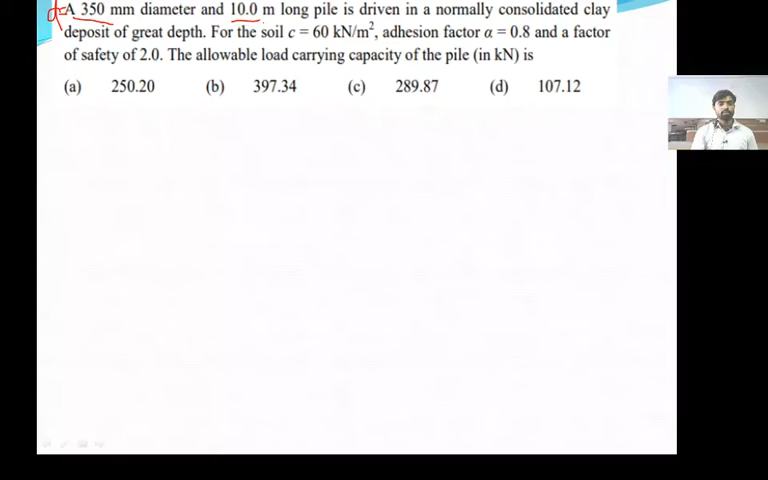 A 350 mm diameter and 10.0 m long pile is driven in a normally consolidated clay
deposit of great depth. For the soil c = 60 kN/m², adhesion factor α = 0.8 and a factor
of safety of 2.0. The allowable load carrying capacity of the pile (in kN) is
(a) 250.20 (b) 397.34 (c) 289.87 (d) 107.12